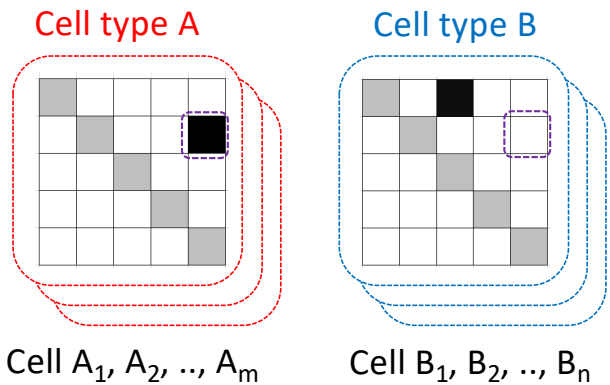 Cell type A
Cell type B
Cell A₁, A₂, .., Aₘ
Cell B₁, B₂, .., Bₙ